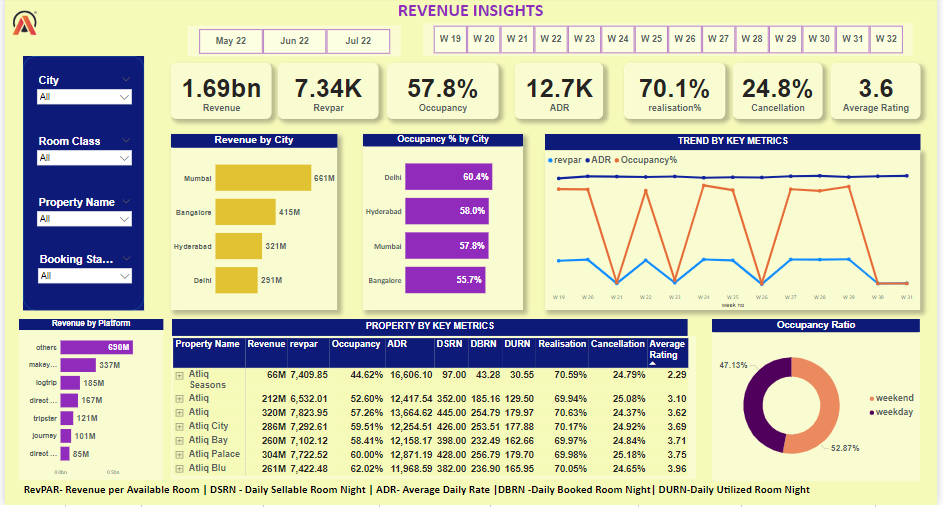 REVENUE INSIGHTS
May 22 Jun 22 Jul 22
W 19 W 20 W 21 W 22 W 23 W 24 W 25 W 26 W 27 W 28 W 29 W 30 W 31 W 32
City
All
Room Class
All
Property Name
All
Booking Sta...
All
1.69bn
Revenue
7.34K
Revpar
57.8%
Occupancy
12.7K
ADR
70.1%
realisation%
24.8%
Cancellation
3.6
Average Rating
Revenue by City
Mumbai 661M
Bangalore 415M
Hyderabad 321M
Delhi 291M
Occupancy % by City
Delhi 60.4%
Hyderabad 58.0%
Mumbai 57.8%
Bangalore 55.7%
TREND BY KEY METRICS
revpar ADR Occupancy%
W 19 W 20 W 21 W 22 W 23 W 24 W 25 W 26 W 27 W 28 W 29 W 30 W 31
week no
Revenue by Platform
others 690M
makey... 337M
logtrip 185M
direct ... 167M
tripster 121M
journey 101M
direct ... 85M
0.0bn 0.5bn
PROPERTY BY KEY METRICS
Property Name Revenue revpar Occupancy ADR DSRN DBRN DURN Realisation Cancellation Average Rating
Atliq Seasons 66M 7,409.85 44.62% 16,606.10 97.00 43.28 30.55 70.59% 24.79% 2.29
Atliq 212M 6,532.01 52.60% 12,417.54 352.00 185.16 129.50 69.94% 25.08% 3.10
Atliq 320M 7,823.95 57.26% 13,664.62 445.00 254.79 179.97 70.63% 24.37% 3.62
Atliq City 286M 7,292.61 59.51% 12,254.51 426.00 253.51 177.88 70.17% 24.92% 3.69
Atliq Bay 260M 7,102.12 58.41% 12,158.17 398.00 232.49 162.66 69.97% 24.84% 3.71
Atliq Palace 304M 7,722.52 60.00% 12,871.19 428.00 256.79 179.70 69.98% 25.18% 3.75
Atliq Blu 261M 7,422.48 62.02% 11,968.59 382.00 236.90 165.95 70.05% 24.65% 3.96
Occupancy Ratio
47.13%
52.87%
weekend
weekday
RevPAR- Revenue per Available Room | DSRN - Daily Sellable Room Night | ADR- Average Daily Rate |DBRN -Daily Booked Room Night| DURN-Daily Utilized Room Night